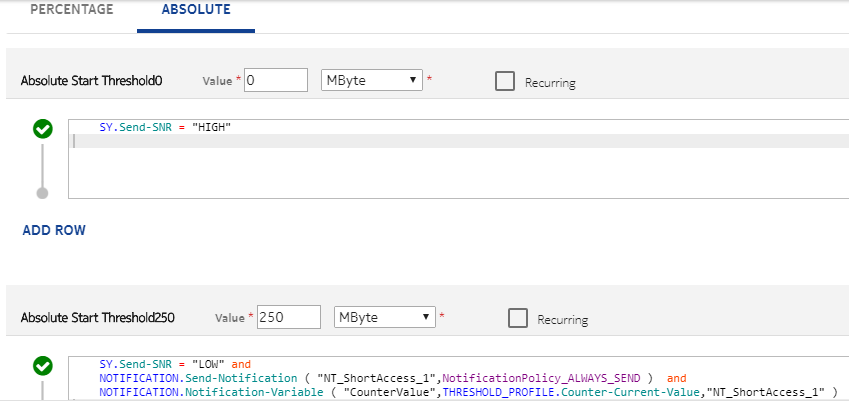 PERCENTAGE ABSOLUTE
Absolute Start Threshold0 Value * 0 MByte * Recurring
SY.Send-SNR = "HIGH"
ADD ROW
Absolute Start Threshold250 Value * 250 MByte * Recurring
SY.Send-SNR = "LOW" and
NOTIFICATION.Send-Notification ( "NT_ShortAccess_1",NotificationPolicy_ALWAYS_SEND ) and
NOTIFICATION.Notification-Variable ( "CounterValue",THRESHOLD_PROFILE.Counter-Current-Value,"NT_ShortAccess_1" )